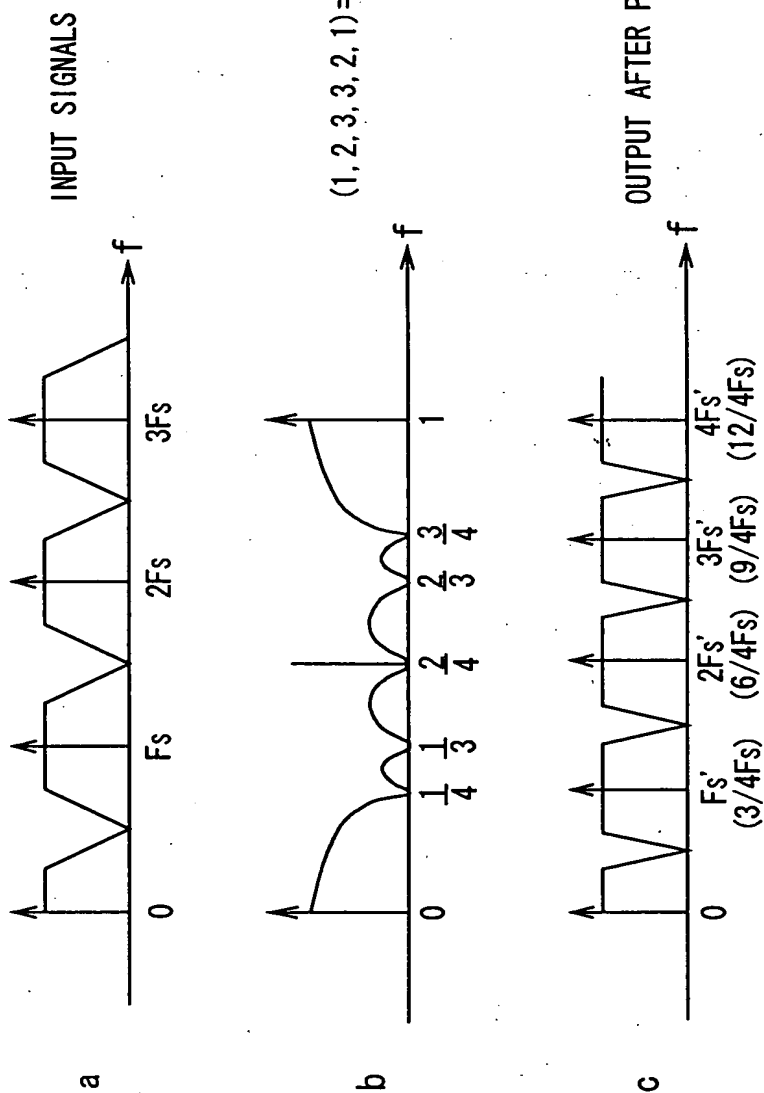 a
INPUT SIGNALS
f
0
Fs
2Fs
3Fs
b
(1, 2, 3, 3, 2, 1)=
f
0
1/4
1/3
2/4
2/3
3/4
1
c
OUTPUT AFTER
f
0
Fs'
(3/4Fs)
2Fs'
(6/4Fs)
3Fs'
(9/4Fs)
4Fs'
(12/4Fs)